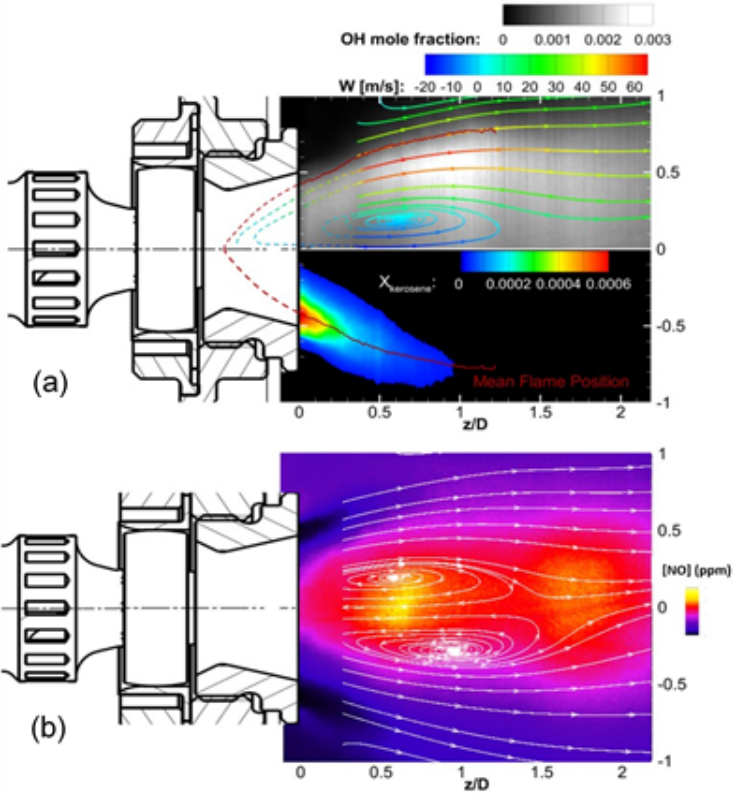 OH mole fraction: 0 0.001 0.002 0.003
W [m/s]: -20 -10 0 10 20 30 40 50 60
1
0.5
0
X kerosene: 0 0.0002 0.0004 0.0006
-0.5
Mean Flame Position
-1
(a)
0 0.5 1 1.5 2
z/D
1
0.5
[NO] (ppm)
0
-0.5
(b)
-1
0 0.5 1 1.5 2
z/D